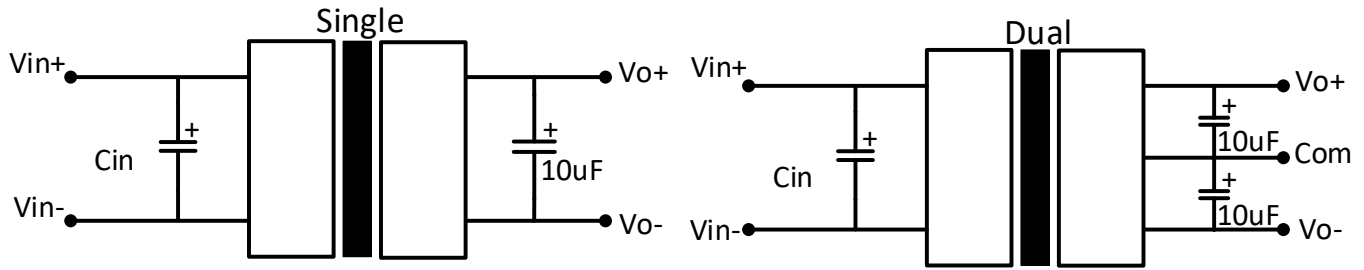 Single
Vin+
Vo+
+
+
Cin
10uF
Vin-
Vo-
Dual
Vin+
Vo+
+
+
10uF
Com
Cin
+
10uF
Vin-
Vo-